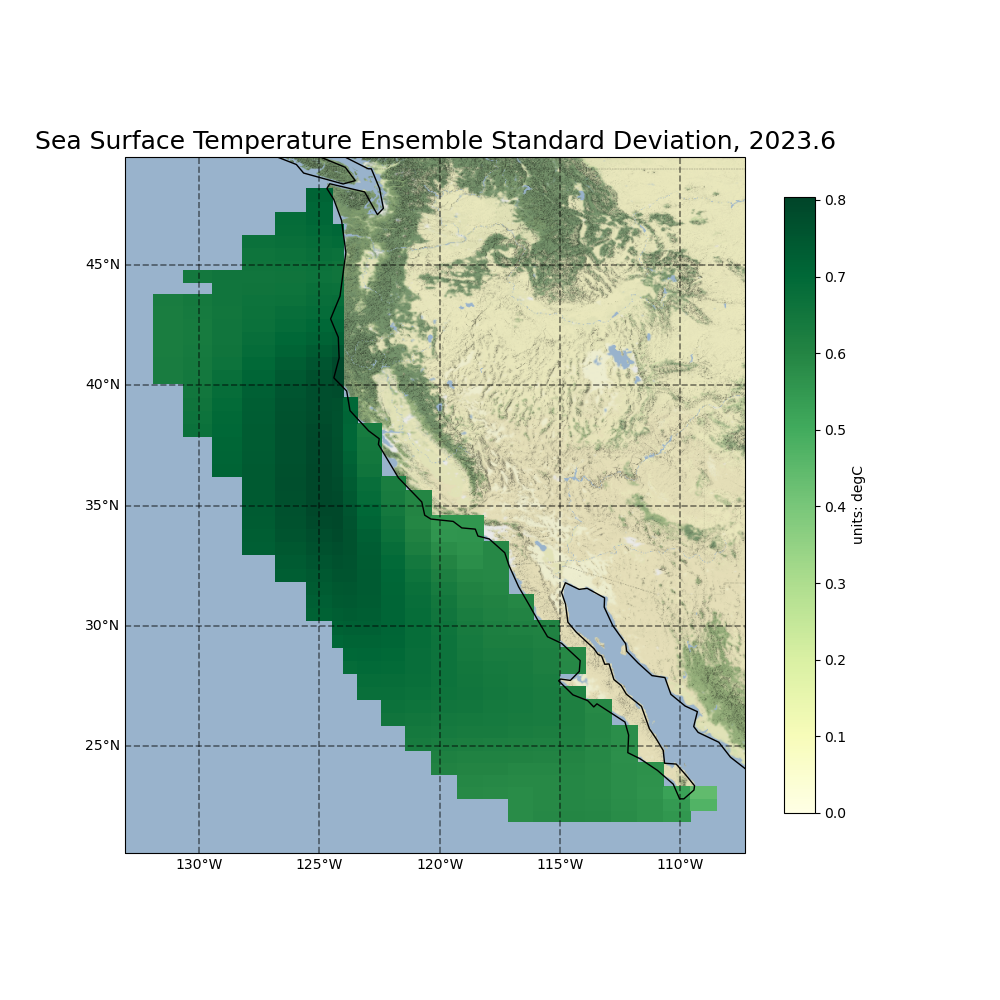 Sea Surface Temperature Ensemble Standard Deviation, 2023.6
45°N
40°N
35°N
30°N
25°N
130°W 125°W 120°W 115°W 110°W
0.8
0.7
0.6
0.5
0.4
0.3
0.2
0.1
0.0
units: degC